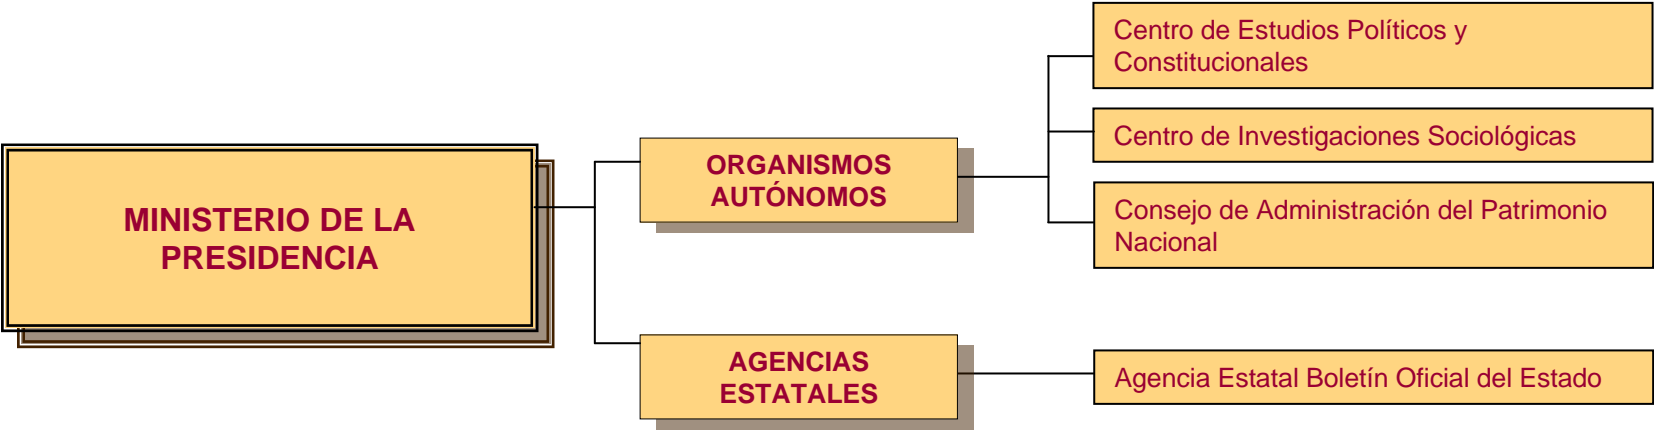 MINISTERIO DE LA
PRESIDENCIA
ORGANISMOS
AUTÓNOMOS
Centro de Estudios Políticos y
Constitucionales
Centro de Investigaciones Sociológicas
Consejo de Administración del Patrimonio
Nacional
AGENCIAS
ESTATALES
Agencia Estatal Boletín Oficial del Estado